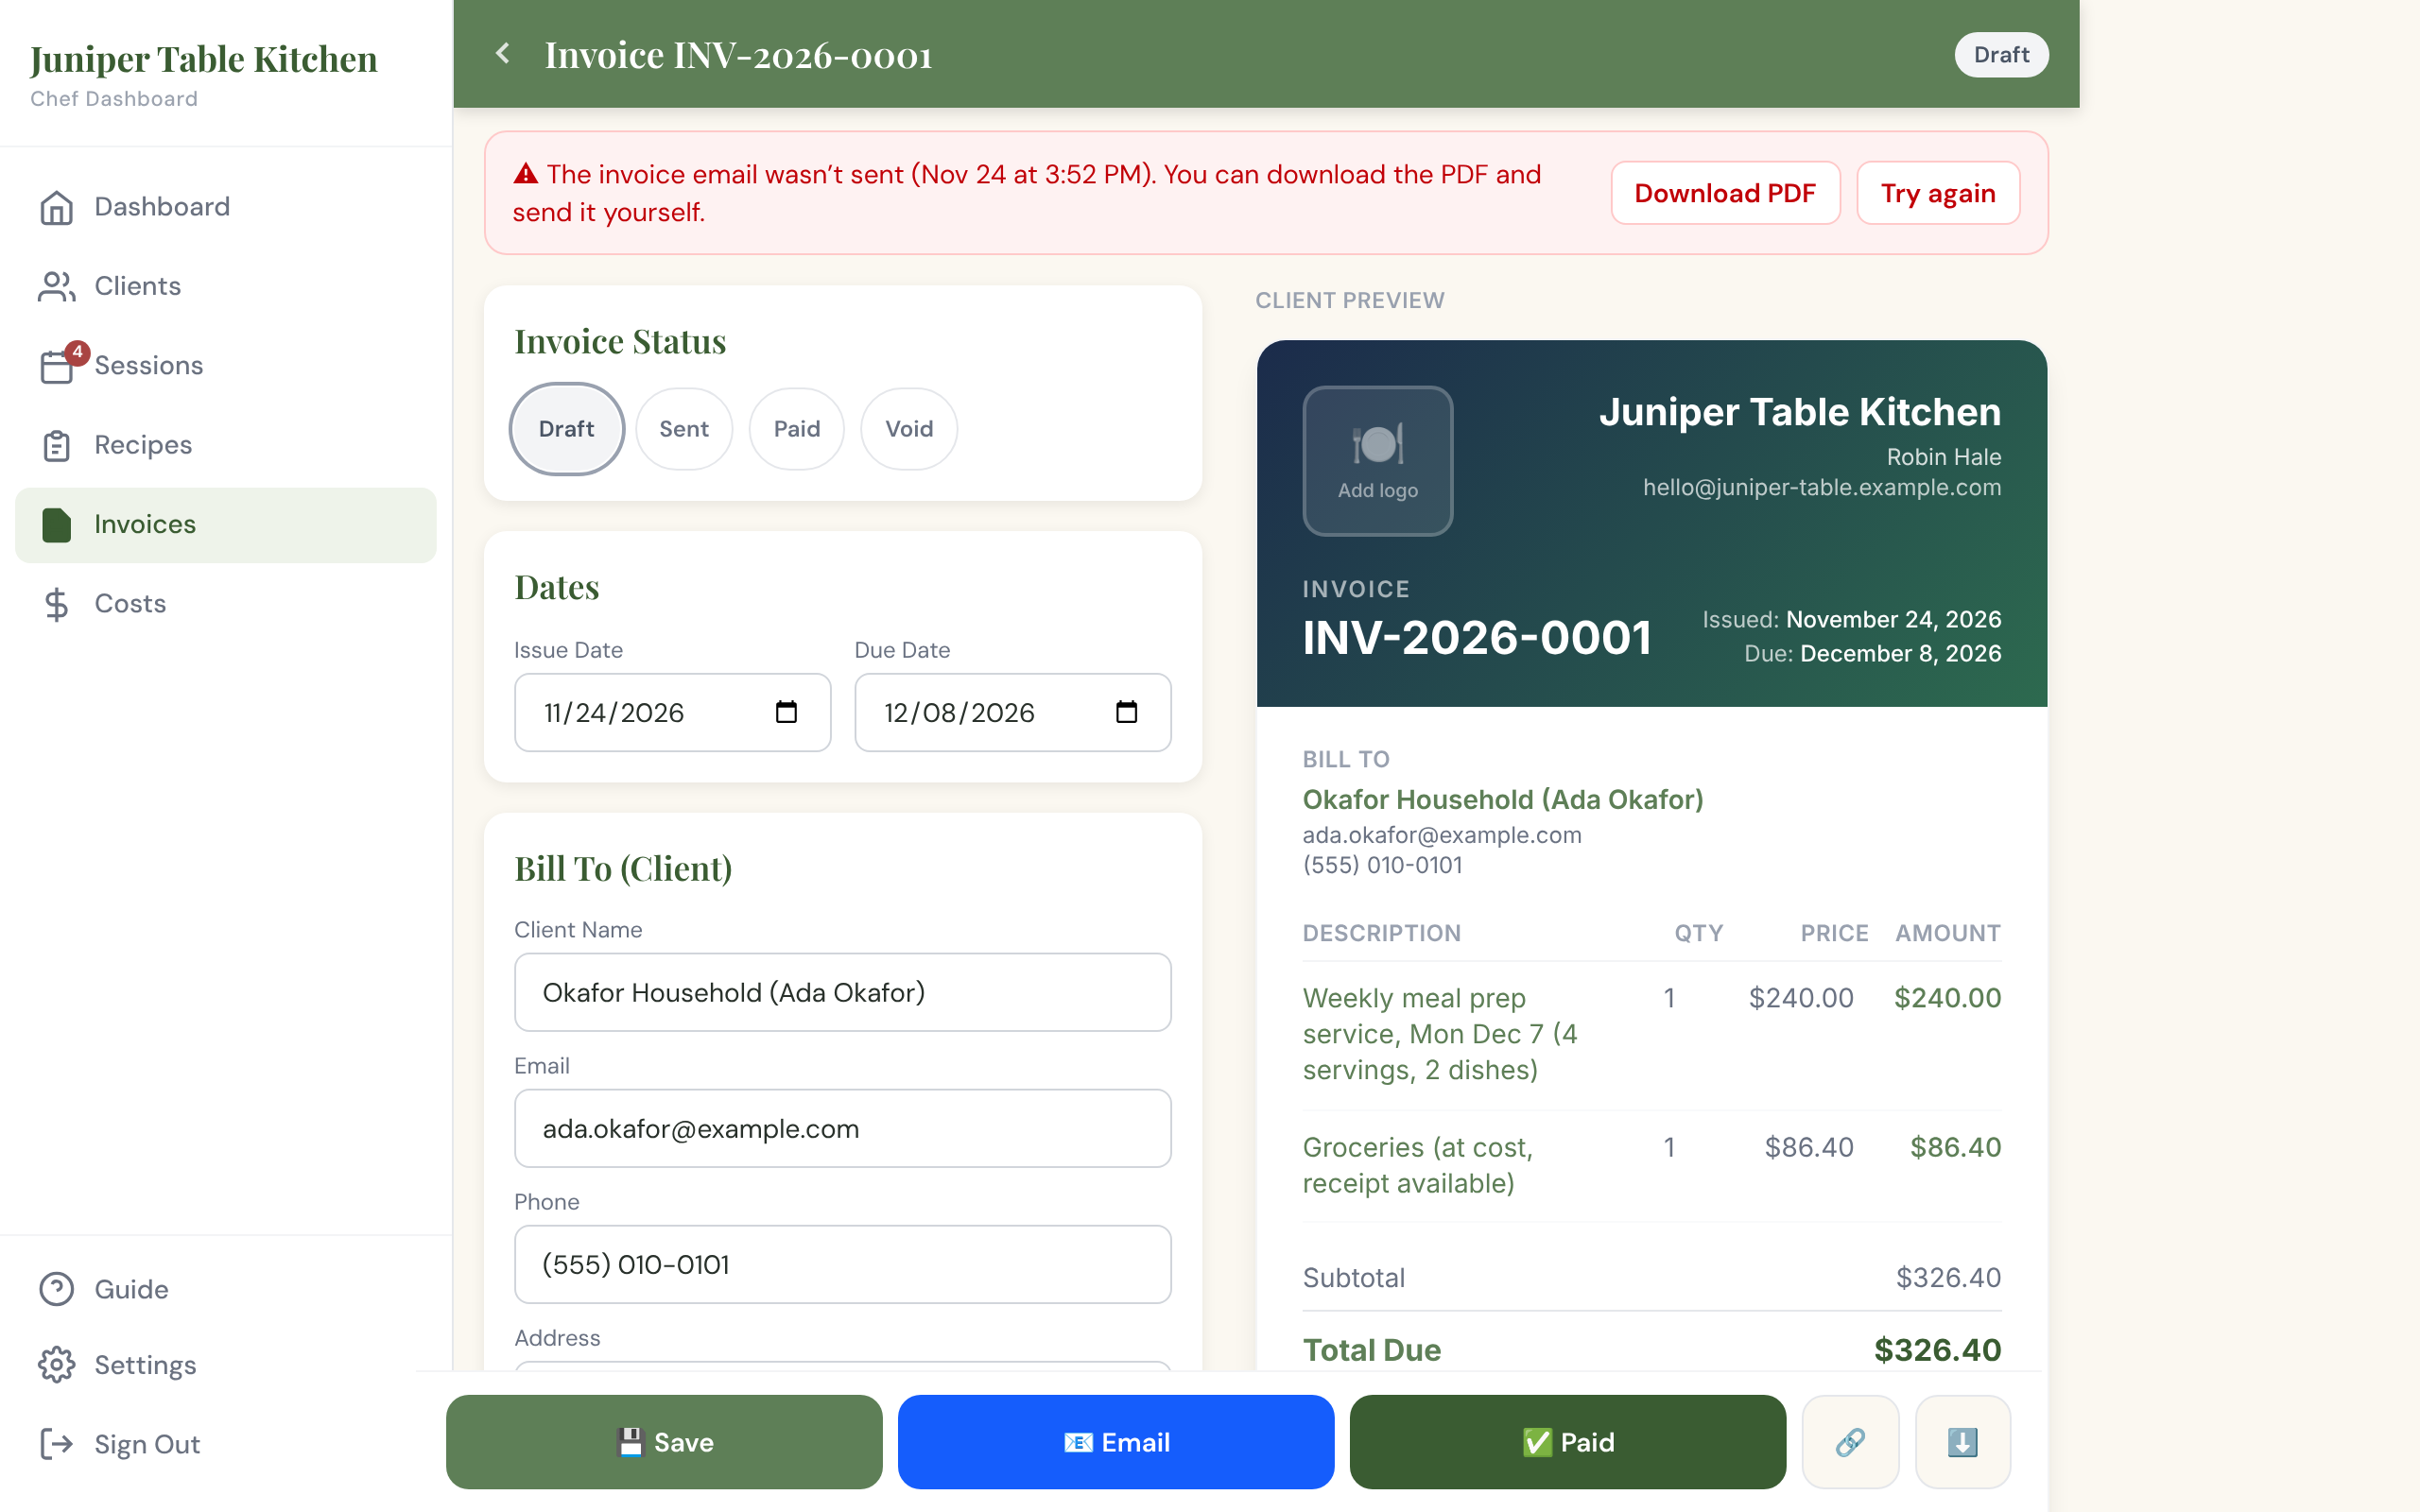 Juniper Table Kitchen
Chef Dashboard
Dashboard
Clients
4
Sessions
Recipes
Invoices
Costs
Guide
Settings
Sign Out
Invoice INV-2026-0001
Draft
⚠ The invoice email wasn’t sent (Nov 24 at 3:52 PM). You can download the PDF and
send it yourself.
Download PDF
Try again
Invoice Status
Draft
Sent
Paid
Void
Dates
Issue Date
Due Date
11/24/2026
12/08/2026
Bill To (Client)
Client Name
Okafor Household (Ada Okafor)
Email
ada.okafor@example.com
Phone
(555) 010-0101
Address
CLIENT PREVIEW
Add logo
Juniper Table Kitchen
Robin Hale
hello@juniper-table.example.com
INVOICE
INV-2026-0001
Issued: November 24, 2026
Due: December 8, 2026
BILL TO
Okafor Household (Ada Okafor)
ada.okafor@example.com
(555) 010-0101
DESCRIPTION QTY PRICE AMOUNT
Weekly meal prep 1 $240.00 $240.00
service, Mon Dec 7 (4
servings, 2 dishes)
Groceries (at cost, 1 $86.40 $86.40
receipt available)
Subtotal $326.40
Total Due $326.40
💾 Save
📧 Email
✅ Paid